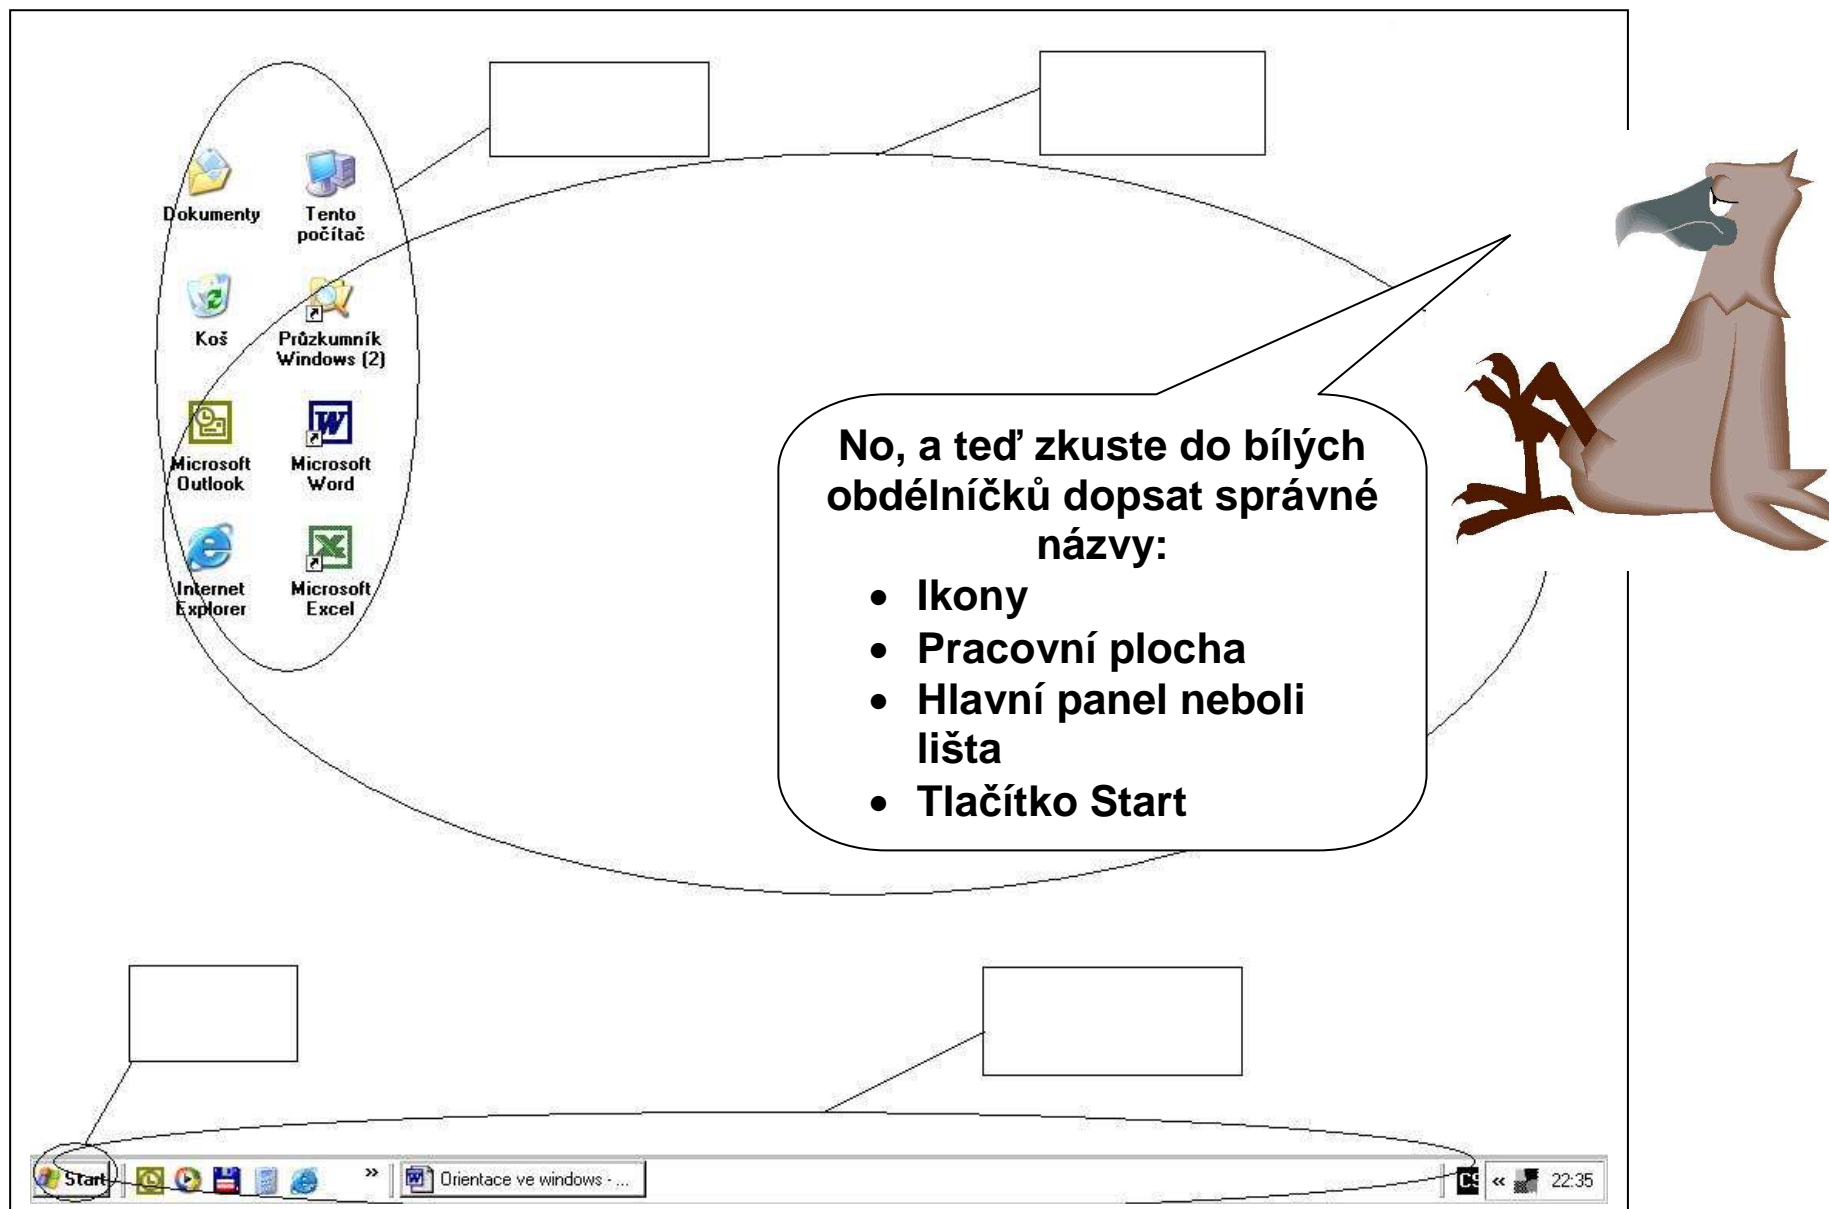 Dokumenty
Tento
počítač
Koš
Průzkumník
Windows (2)
Microsoft
Outlook
Microsoft
Word
Internet
Explorer
Microsoft
Excel
No, a teď zkuste do bílých
obdélníčků dopsat správné
názvy:
• Ikony
• Pracovní plocha
• Hlavní panel neboli
lišta
• Tlačítko Start
Start
»
Orientace ve windows - ...
CS
«
22:35